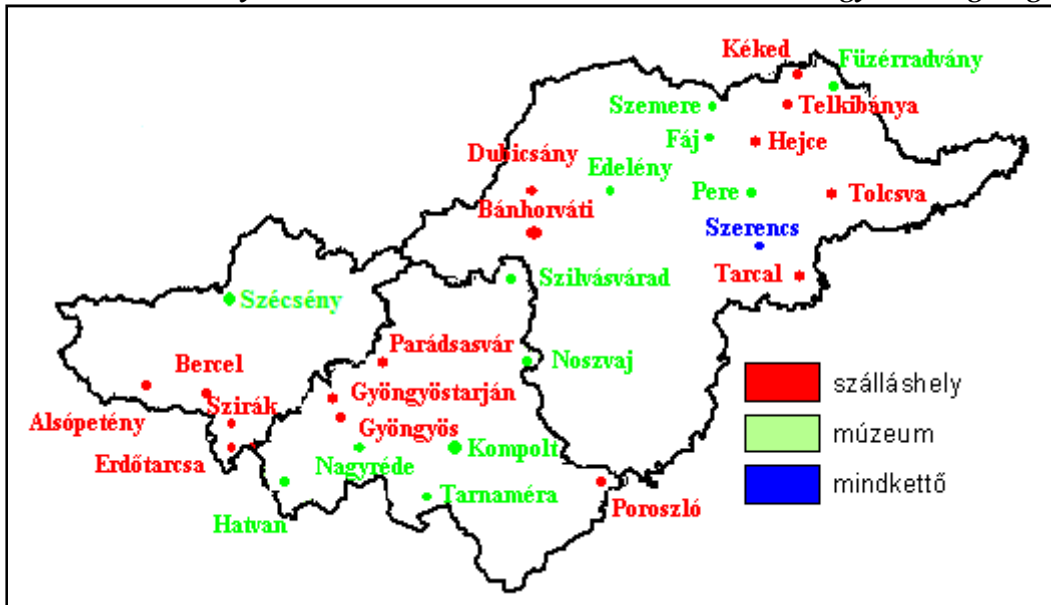 Kéked
Füzérradvány
Szemere
Telkibánya
Fáj
Hejce
Dubicsány
Edelény
Pere
Tolcsva
Bánhorváti
Szerencs
Tarcal
Szilvásvárad
Szécsény
Parádsasvár
Noszvaj
Bercel
Gyöngyöstarján
szálláshely
Szirák
Alsópetény
Gyöngyös
múzeum
Kompolt
Erdőtarcsa
Nagyréde
mindkettő
Tarnaméra
Poroszló
Hatvan